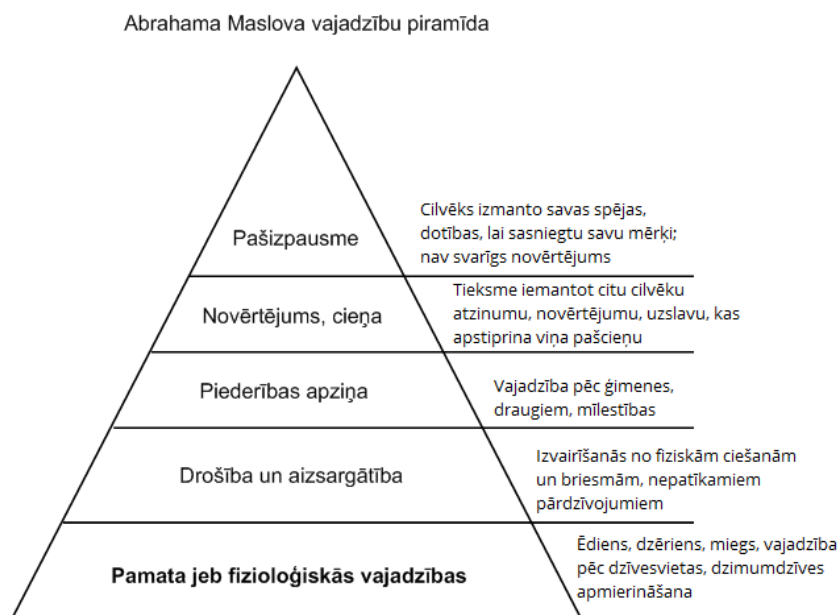 Abrahama Maslova vajadzību piramīda
Pašizpausme
Cilvēks izmanto savas spējas,
dotības, lai sasniegtu savu mērķi;
nav svarīgs novērtējums
Novērtējums, cieņa
Tieksme iemantot citu cilvēku
atzinumu, novērtējumu, uzslavu, kas
apstiprina viņa pašcieņu
Piederības apziņa
Vajadzība pēc ģimenes,
draugiem, mīlestības
Drošība un aizsargātība
Izvairīšanās no fiziskām ciešanām
un briesmām, nepatīkamiem
pārdzīvojumiem
Pamata jeb fizioloģiskās vajadzības
Ēdiens, dzēriens, miegs, vajadzība
pēc dzīvesvietas, dzimumdzīves
apmierināšana